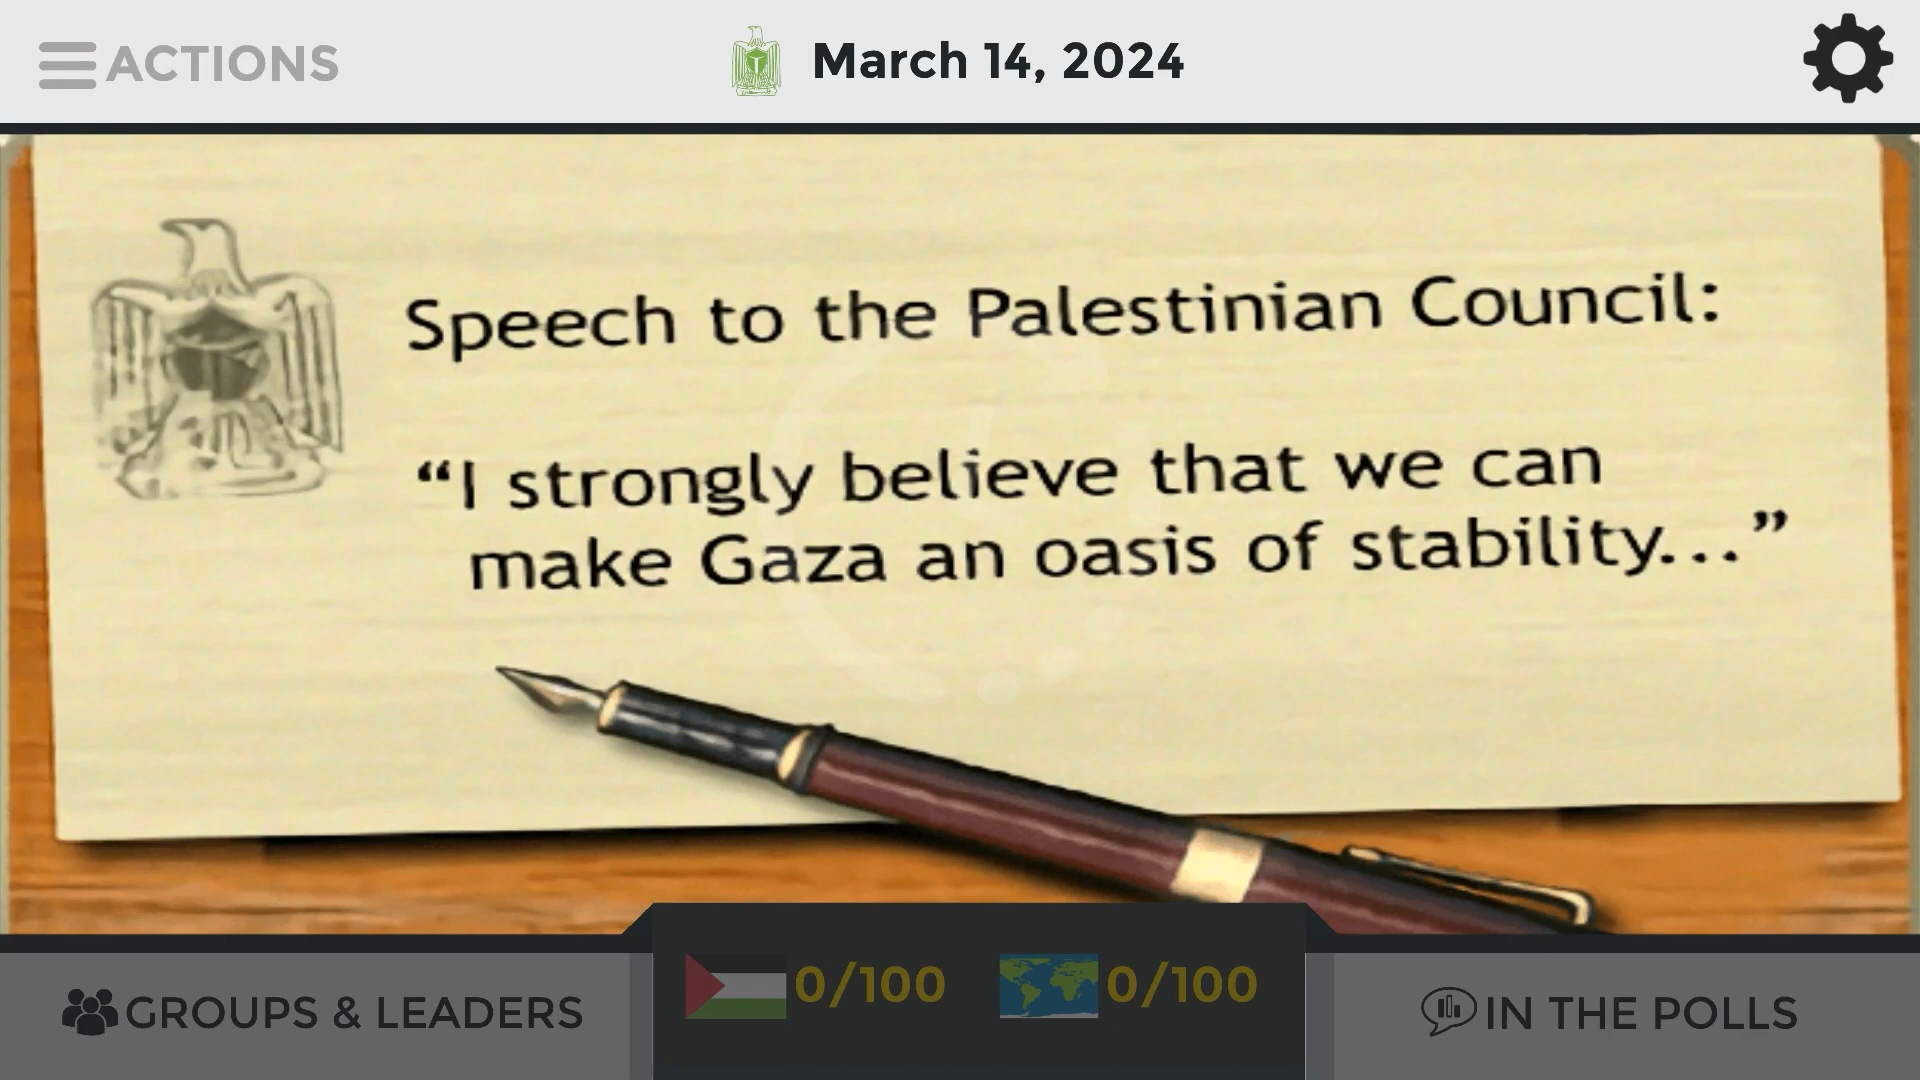 ACTIONS
March 14, 2024
Speech to the Palestinian Council:
“I strongly believe that we can
make Gaza an oasis of stability...”
GROUPS & LEADERS
0/100
0/100
IN THE POLLS